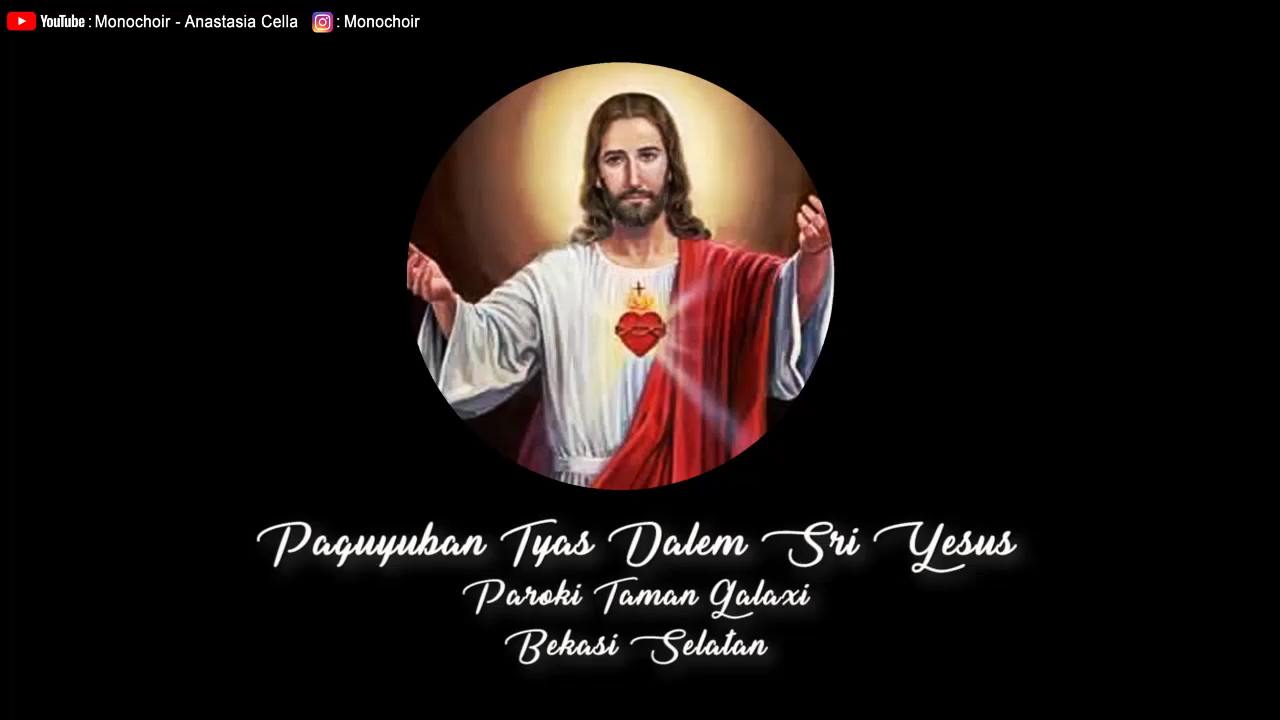 YouTube : Monochoir - Anastasia Cella : Monochoir
Paguyuban Tyas Dalem Sri Yesus
Paroki Taman Galaxi
Bekasi Selatan